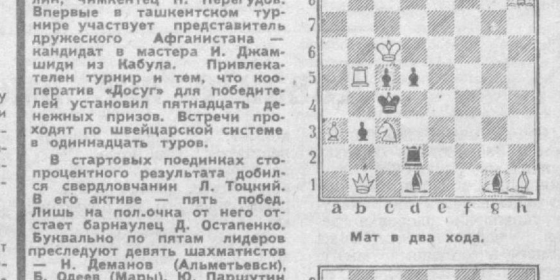 лин, чимкентец П. Перегудов.
Впервые в ташкентском тур-
нире участвует представитель
дружеского Афганистана —
кандидат в мастера И. Джам-
шиди из Кабула. Привлека-
телен турнир и тем, что коо-
ператив «Досуг» для победите-
лей установил пятнадцать де-
нежных призов. Встречи про-
ходят по швейцарской системе
в одиннадцать туров.
В стартовых поединках сто-
процентного результата добил-
ся свердловчанин Л. Тоцкий.
В его активе — пять побед.
Лишь на пол.очка от него от-
стает барнаулец Д. Остапенко.
Буквально по пятам лидеров
преследуют девять шахматистов
— Н. Деманов (Альметьевск),
Б. Одеев (Мары), Ю. Паршутин
8
7
6
5
4
3
2
1
a b c d e f g h
Мат в два хода.